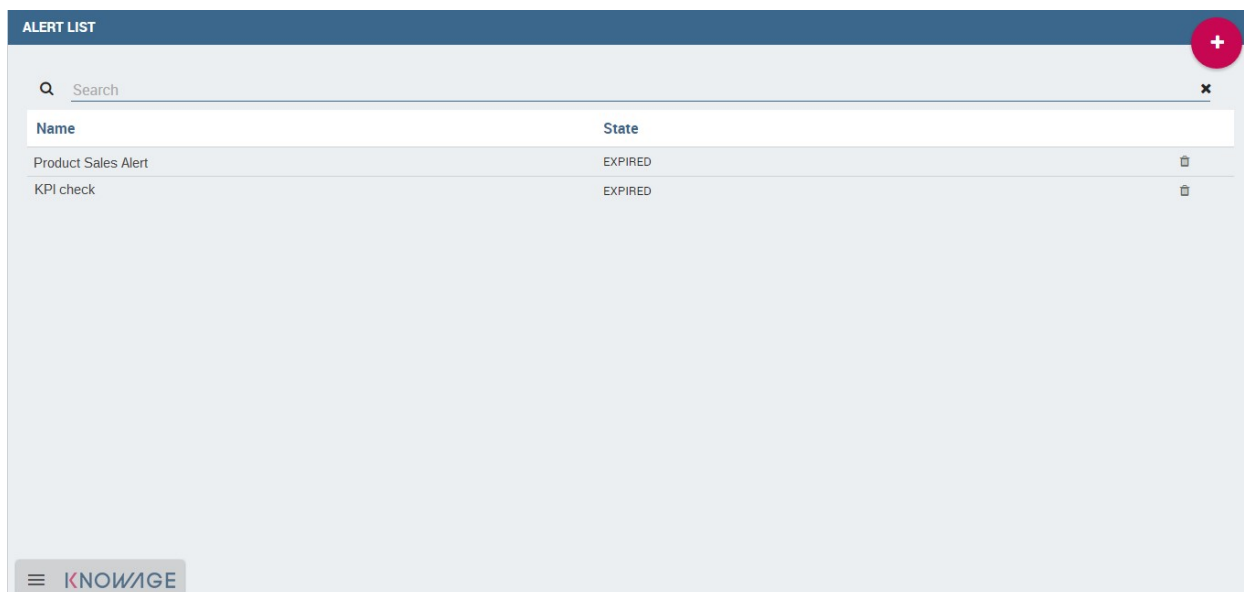 ALERT LIST
Search
Name State
Product Sales Alert EXPIRED
KPI check EXPIRED
KNOWAGE